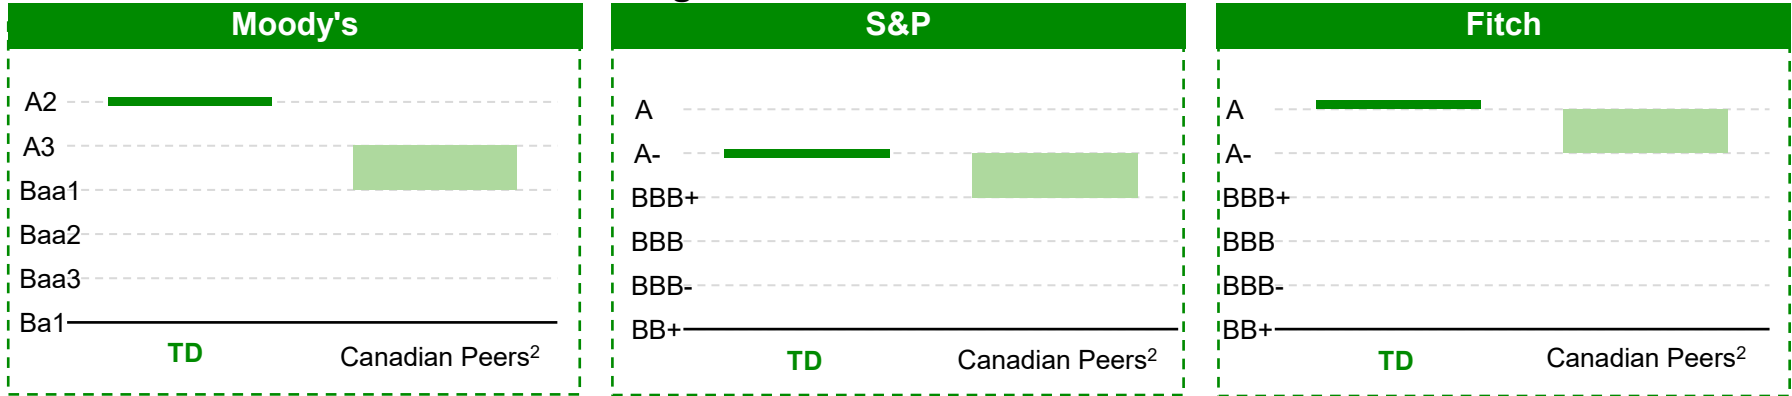 Moody's
A2
A3
Baa1
Baa2
Baa3
Ba1
TD
Canadian Peers2
S&P
A
A-
BBB+
BBB
BBB-
BB+
TD
Canadian Peers2
Fitch
A
A-
BBB+
BBB
BBB-
BB+
TD
Canadian Peers2